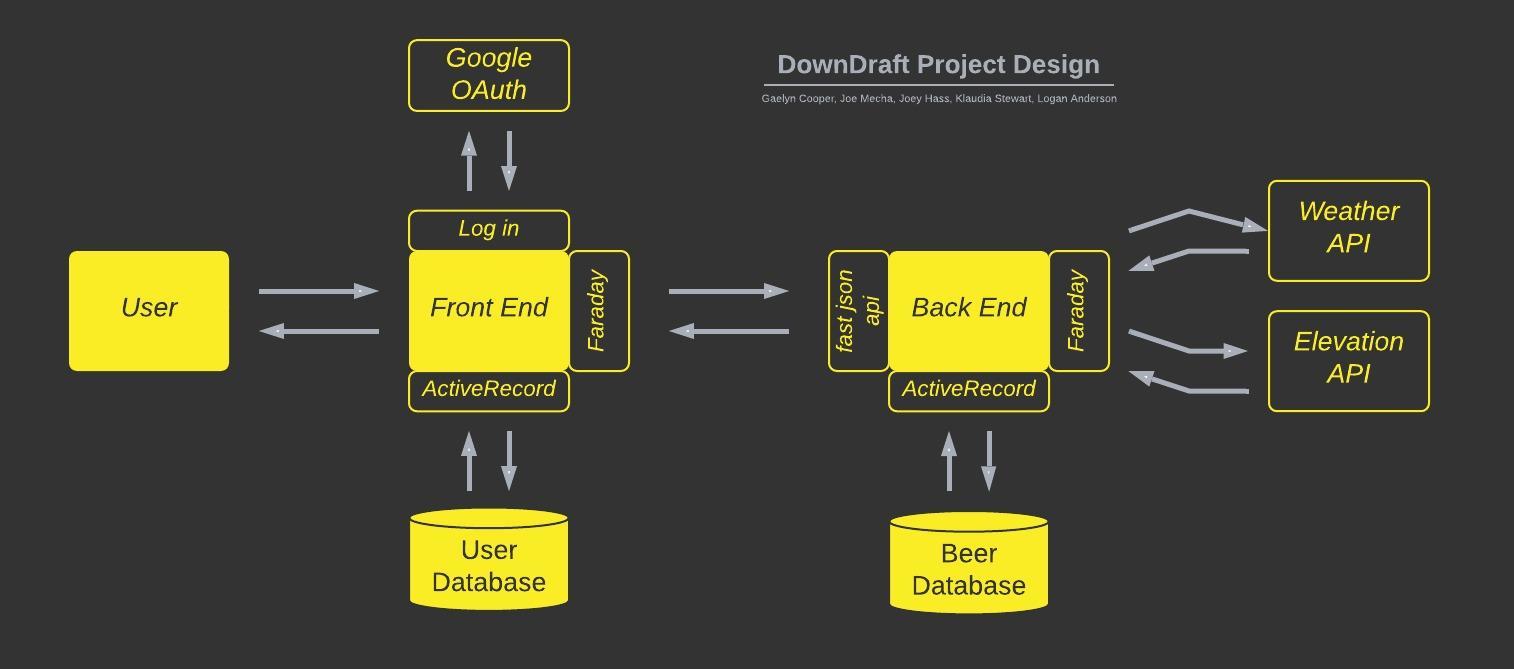 Google
OAuth
DownDraft Project Design
Gaelyn Cooper, Joe Mecha, Joey Hass, Klaudia Stewart, Logan Anderson
Log in
User
Front End
Faraday
ActiveRecord
User
Database
fast json
api
Back End
Faraday
ActiveRecord
Beer
Database
Weather
API
Elevation
API